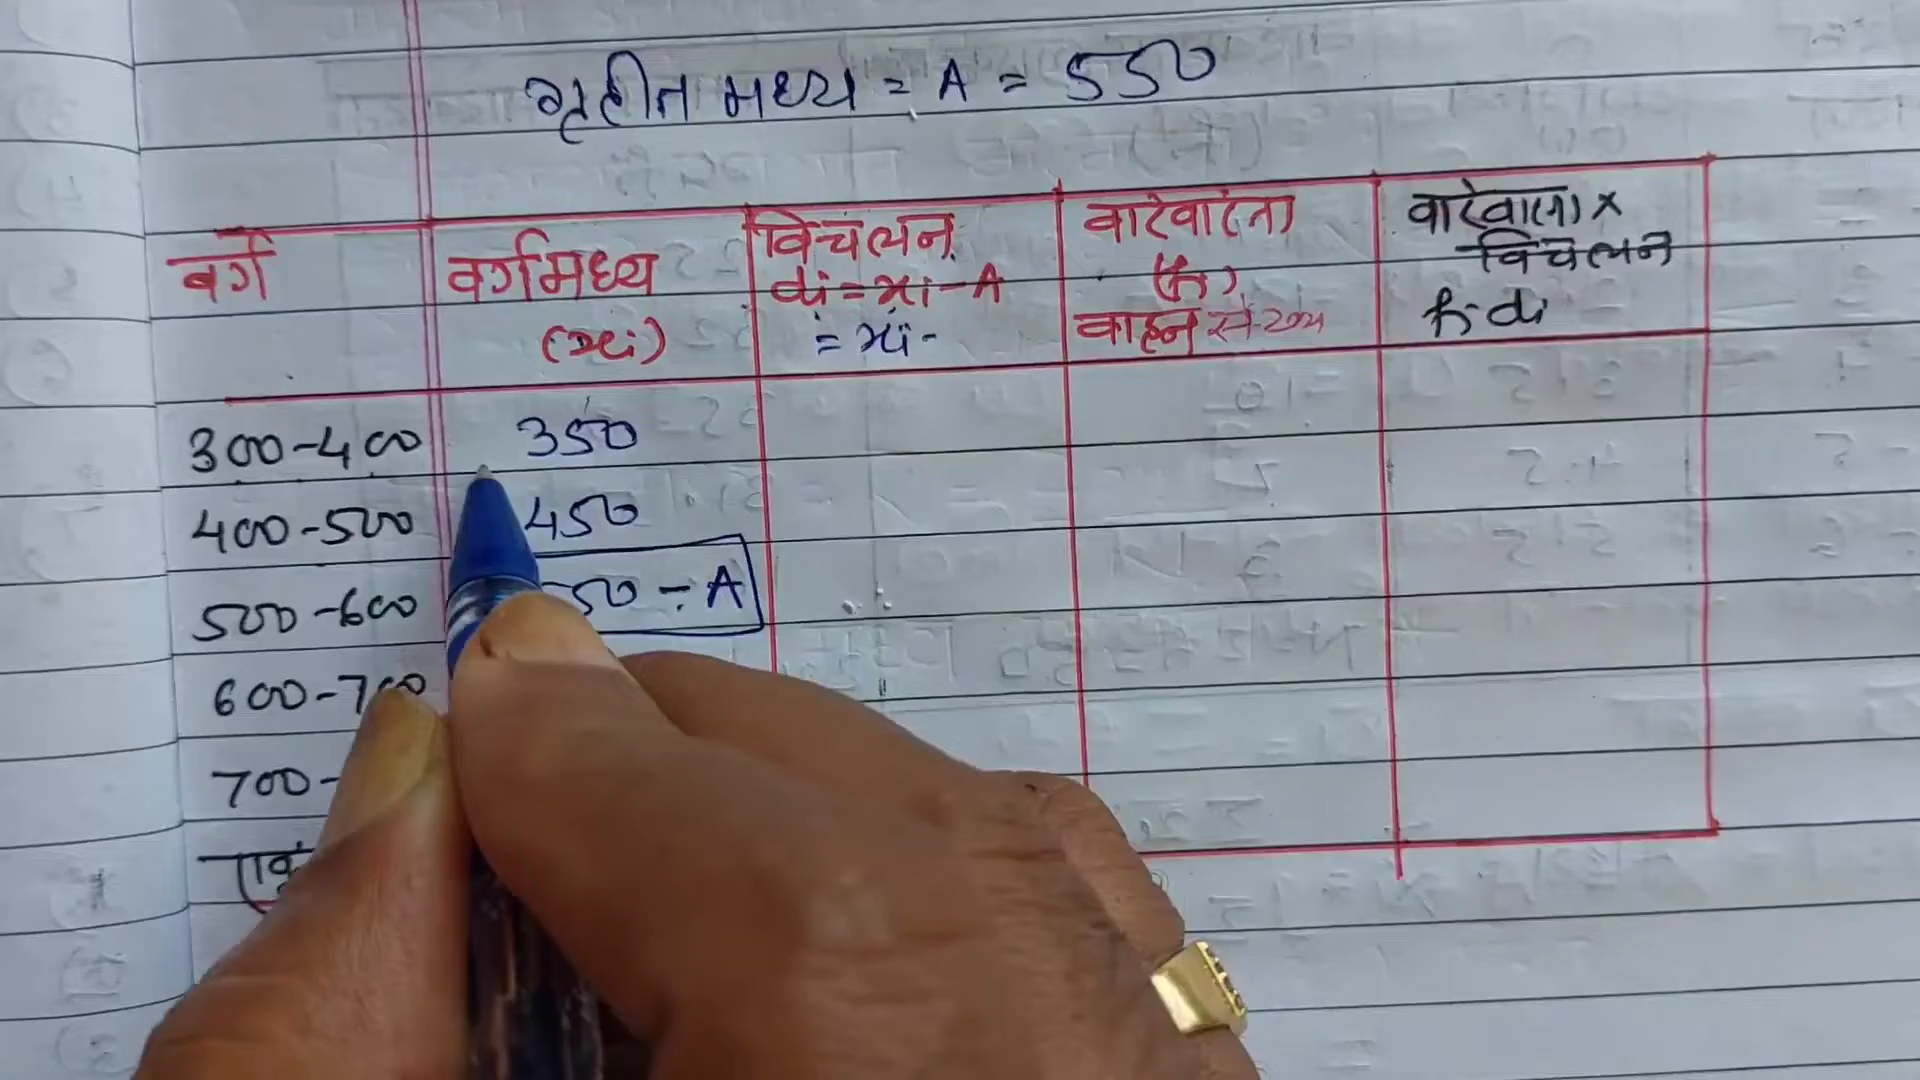 गृहीत मध्य = A = 550
वर्ग वर्गमध्य (xi) विचलन di = xi - A = xi - वारंवारता (fi) वाहन संख्या वारंवारता × विचलन fi·di
300-400 350
400-500 450
500-600 550 - A
600-700
700-